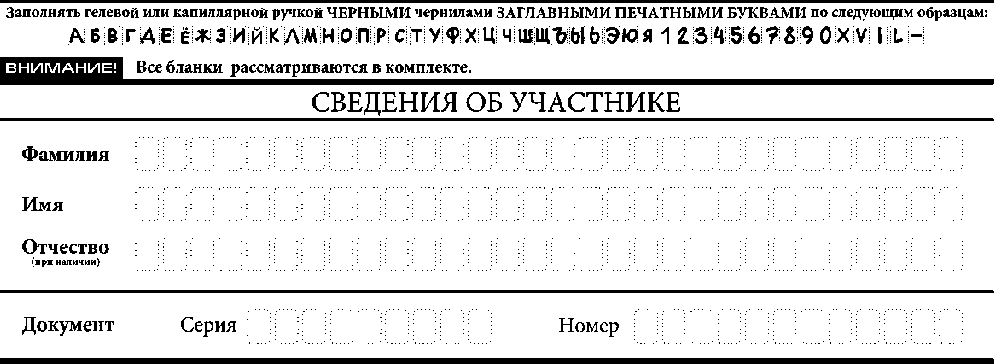 Заполнять гелевой или капиллярной ручкой ЧЕРНЫМИ чернилами ЗАГЛАВНЫМИ ПЕЧАТНЫМИ БУКВАМИ по следующим образцам:
А Б В Г Д Е Ё Ж З И Й К Л М Н О П Р С Т У Ф Х Ц Ч Ш Щ Ъ Ы Ь Э Ю Я 1 2 3 4 5 6 7 8 9 0 X V I L -
ВНИМАНИЕ! Все бланки рассматриваются в комплекте.
СВЕДЕНИЯ ОБ УЧАСТНИКЕ
Фамилия
Имя
Отчество
(при наличии)
Документ Серия Номер